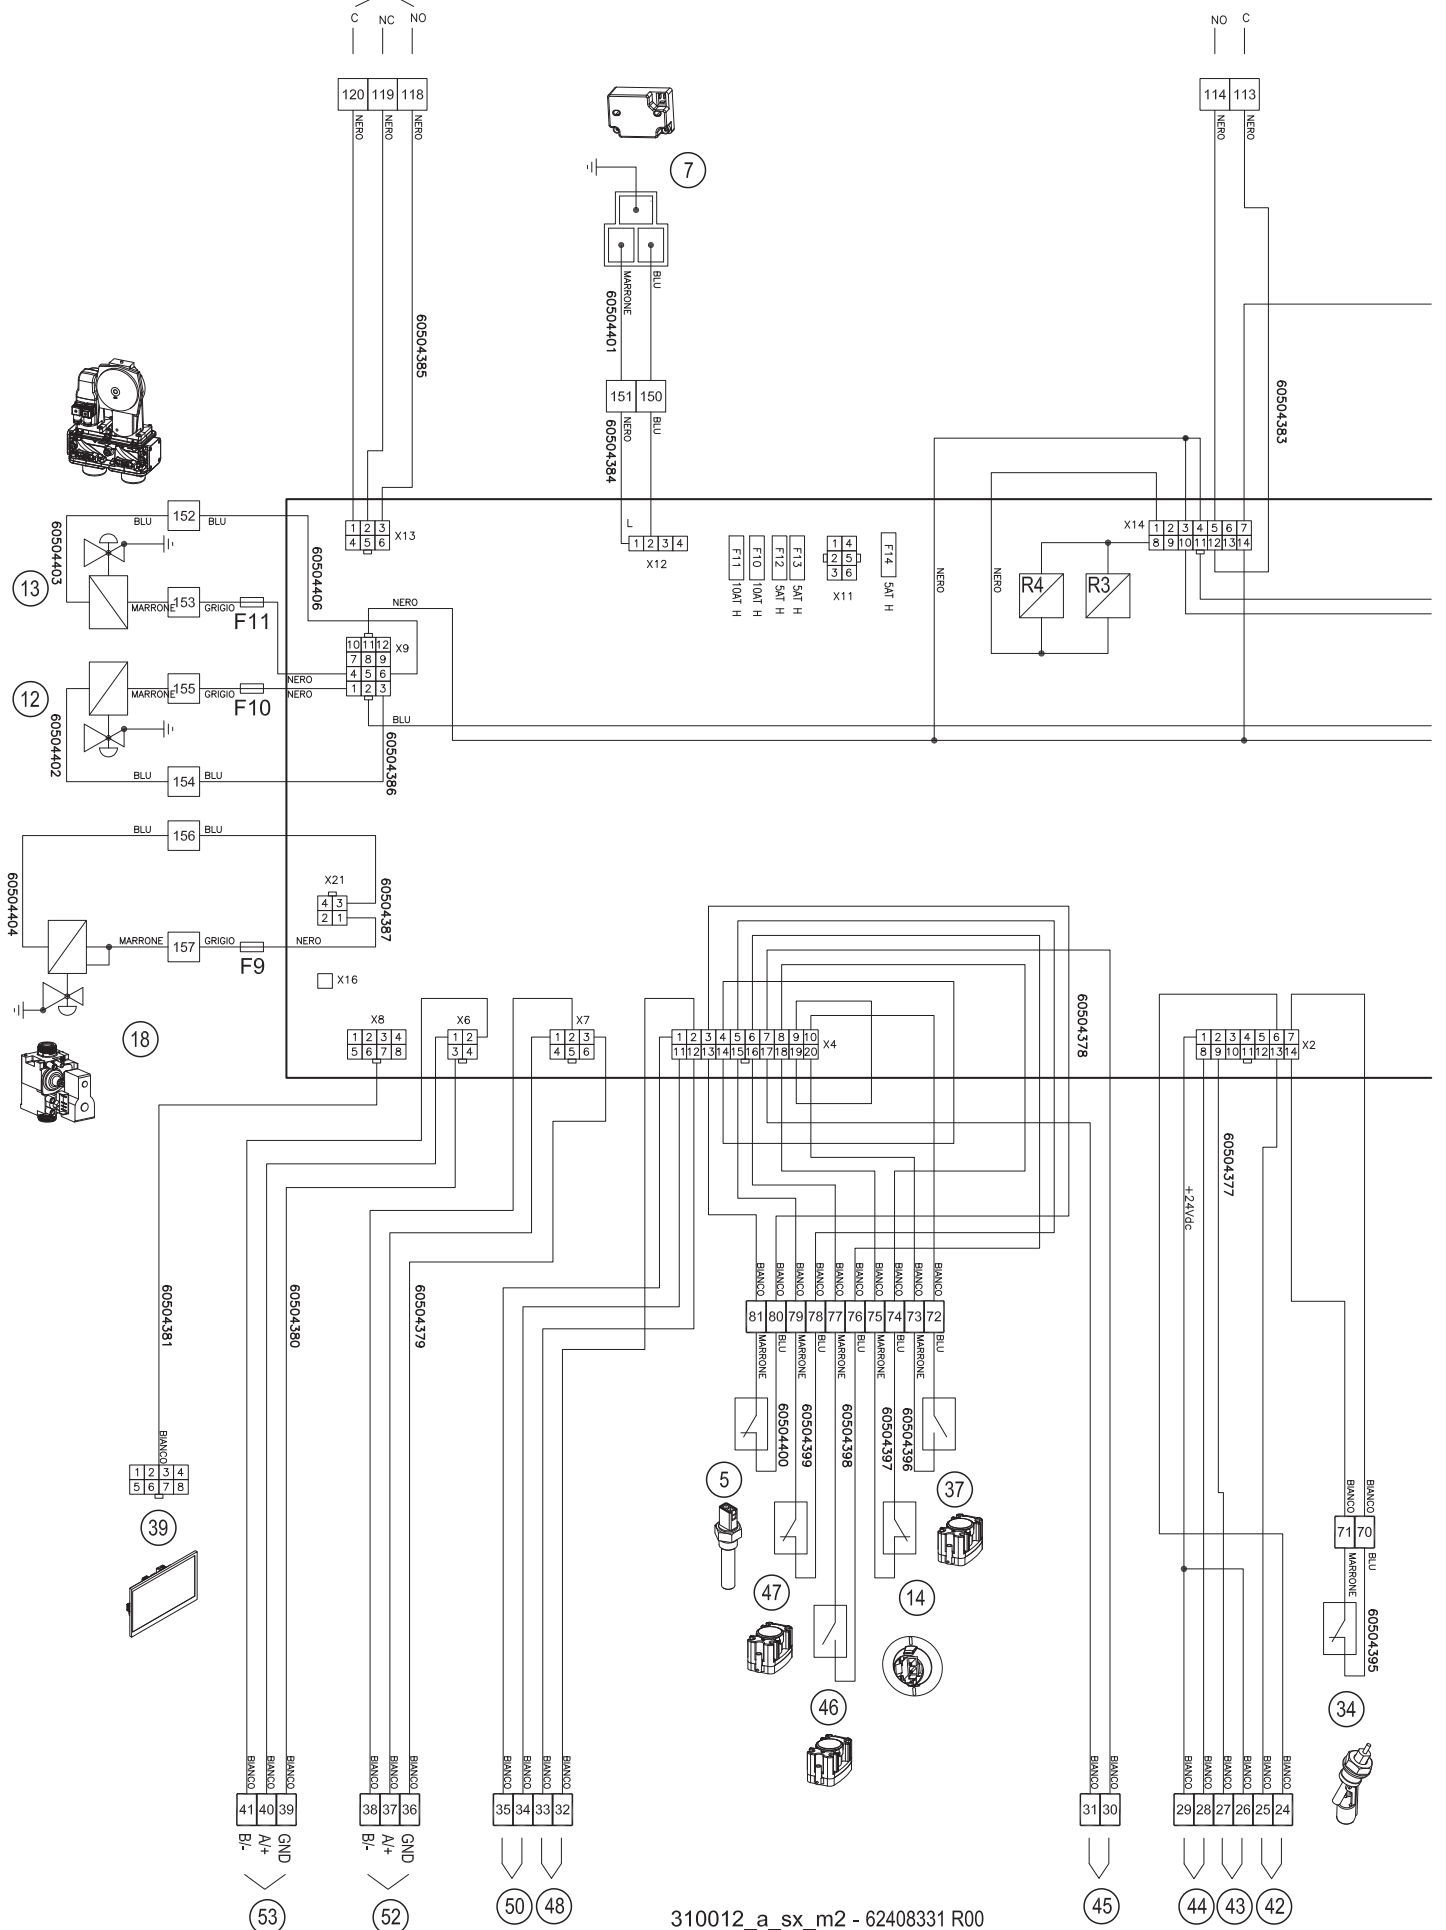 C NC NO
NO C
120 119 118
114 113
NERO NERO NERO
NERO NERO
7
MARRONE BLU
60504401
60504385
60504383
151 150
NERO BLU
60504384
152
BLU BLU
60504403
13
MARRONE 153 GRIGIO
F11
60504406
1 2 3
4 5 6
X13
L
1 2 3 4
X12
F11 10AT H
F10 10AT H
F12 5AT H
F13 5AT H
1 4
2 5
3 6
X11
F14 5AT H
NERO
NERO
R4
R3
X14
1 2 3 4 5 6 7
8 9 10 11 12 13 14
NERO
10 11 12
7 8 9
4 5 6
1 2 3
X9
NERO
NERO
12
MARRONE 155 GRIGIO
F10
60504402
BLU
60504386
BLU 154 BLU
BLU 156 BLU
60504404
X21
4 3
2 1
60504387
MARRONE 157 GRIGIO
NERO
F9
X16
18
X8
1 2 3 4
5 6 7 8
X6
1 2
3 4
X7
1 2 3
4 5 6
1 2 3 4 5 6 7 8 9 10
11 12 13 14 15 16 17 18 19 20
X4
60504378
1 2 3 4 5 6 7
8 9 10 11 12 13 14
X2
60504377
+24Vdc
60504381
60504380
60504379
BIANCO BIANCO BIANCO BIANCO BIANCO BIANCO BIANCO BIANCO BIANCO BIANCO
81 80 79 78 77 76 75 74 73 72
MARRONE BLU MARRONE BLU MARRONE BLU MARRONE BLU MARRONE BLU
60504400
60504399
60504398
60504397
60504396
BIANCO
1 2 3 4
5 6 7 8
39
5
37
47
14
46
BIANCO BIANCO
71 70
MARRONE BLU
60504395
34
BIANCO BIANCO BIANCO
41 40 39
B/- A/+ GND
53
BIANCO BIANCO BIANCO
38 37 36
B/- A/+ GND
52
BIANCO BIANCO BIANCO BIANCO
35 34 33 32
50 48
BIANCO BIANCO
31 30
45
BIANCO BIANCO BIANCO BIANCO BIANCO BIANCO
29 28 27 26 25 24
44 43 42
310012_a_sx_m2 - 62408331 R00